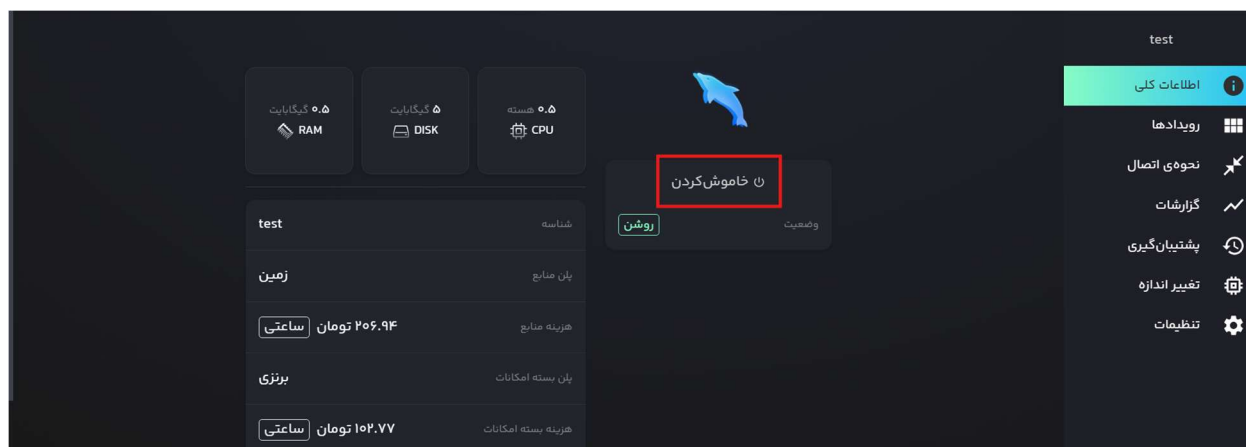 test
اطلاعات کلی
رویدادها
نحوه‌ی اتصال
گزارشات
پشتیبان‌گیری
تغییر اندازه
تنظیمات
خاموش‌کردن
وضعیت روشن
۰.۵ هسته
CPU
۵ گیگابایت
DISK
۰.۵ گیگابایت
RAM
شناسه test
پلن منابع زمین
هزینه منابع ۲۰۶.۹۴ تومان ساعتی
پلن بسته امکانات برنزی
هزینه بسته امکانات ۱۰۲.۷۷ تومان ساعتی